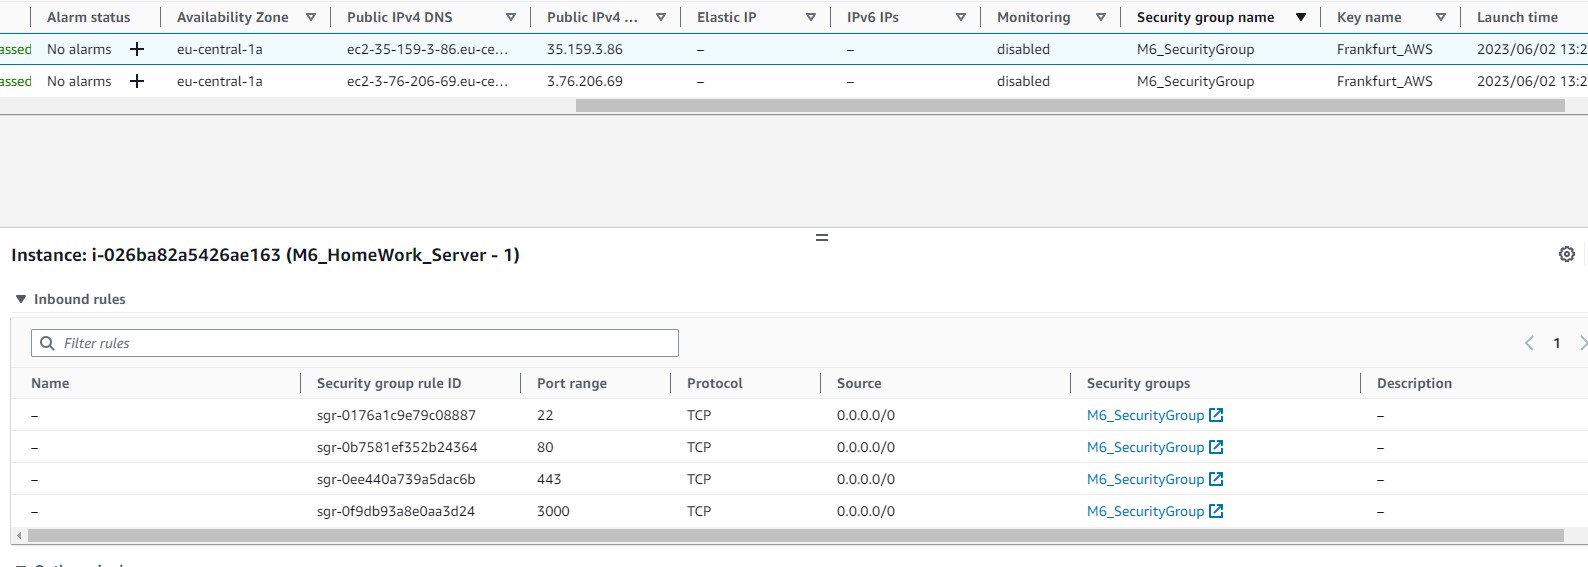 Alarm status Availability Zone Public IPv4 DNS Public IPv4 ... Elastic IP IPv6 IPs Monitoring Security group name Key name Launch time
assed No alarms + eu-central-1a ec2-35-159-3-86.eu-ce... 35.159.3.86 – – disabled M6_SecurityGroup Frankfurt_AWS 2023/06/02 13:2
assed No alarms + eu-central-1a ec2-3-76-206-69.eu-ce... 3.76.206.69 – – disabled M6_SecurityGroup Frankfurt_AWS 2023/06/02 13:2
Instance: i-026ba82a5426ae163 (M6_HomeWork_Server - 1)
Inbound rules
Filter rules
1
Name Security group rule ID Port range Protocol Source Security groups Description
– sgr-0176a1c9e79c08887 22 TCP 0.0.0.0/0 M6_SecurityGroup –
– sgr-0b7581ef352b24364 80 TCP 0.0.0.0/0 M6_SecurityGroup –
– sgr-0ee440a739a5dac6b 443 TCP 0.0.0.0/0 M6_SecurityGroup –
– sgr-0f9db93a8e0aa3d24 3000 TCP 0.0.0.0/0 M6_SecurityGroup –